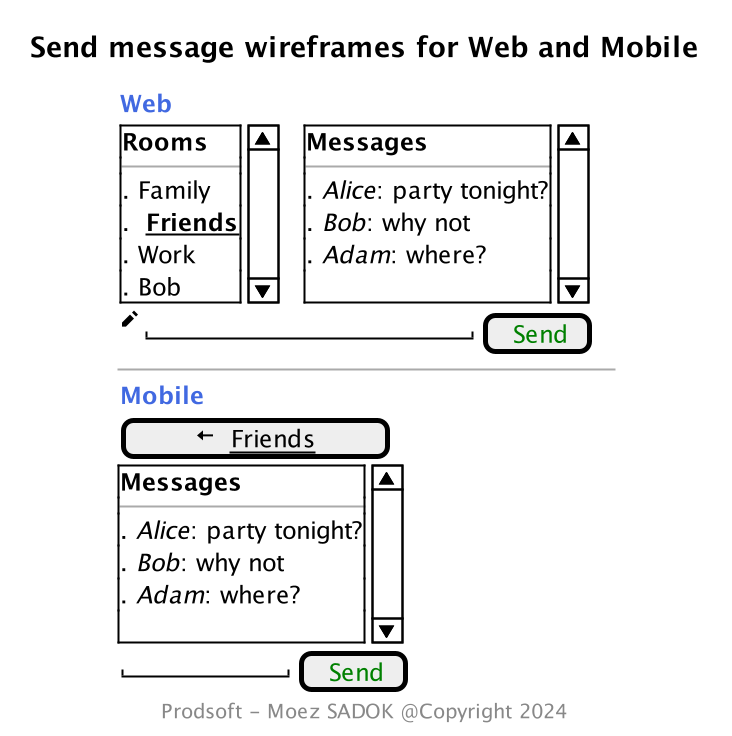 Send message wireframes for Web and Mobile
Web
Rooms
. Family
. Friends
. Work
. Bob
Messages
. Alice: party tonight?
. Bob: why not
. Adam: where?
Send
Mobile
← Friends
Messages
. Alice: party tonight?
. Bob: why not
. Adam: where?
Send
Prodsoft – Moez SADOK @Copyright 2024